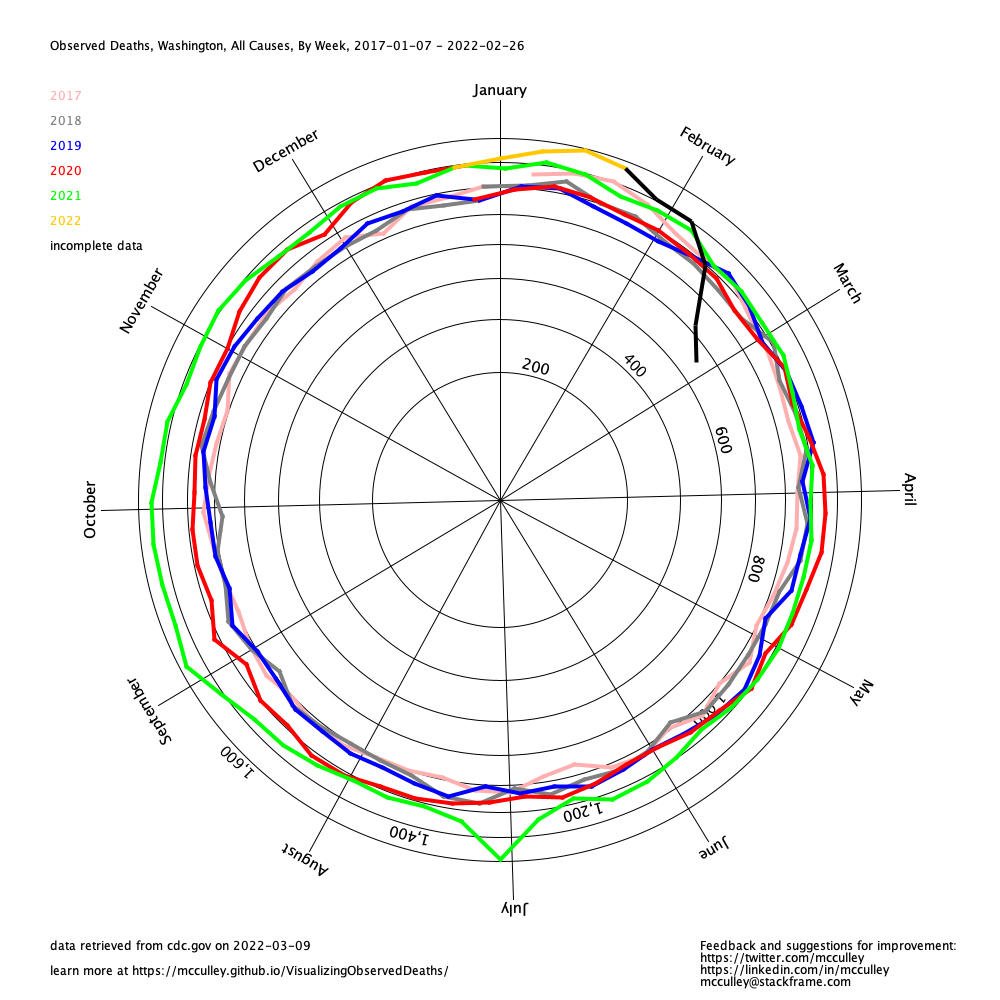 Observed Deaths, Washington, All Causes, By Week, 2017-01-07 - 2022-02-26
2017
2018
2019
2020
2021
2022
incomplete data
January
February
March
April
May
June
July
August
September
October
November
December
200
400
600
800
1,200
1,400
1,600
data retrieved from cdc.gov on 2022-03-09
learn more at https://mcculley.github.io/VisualizingObservedDeaths/
Feedback and suggestions for improvement:
https://twitter.com/mcculley
https://linkedin.com/in/mcculley
mcculley@stackframe.com